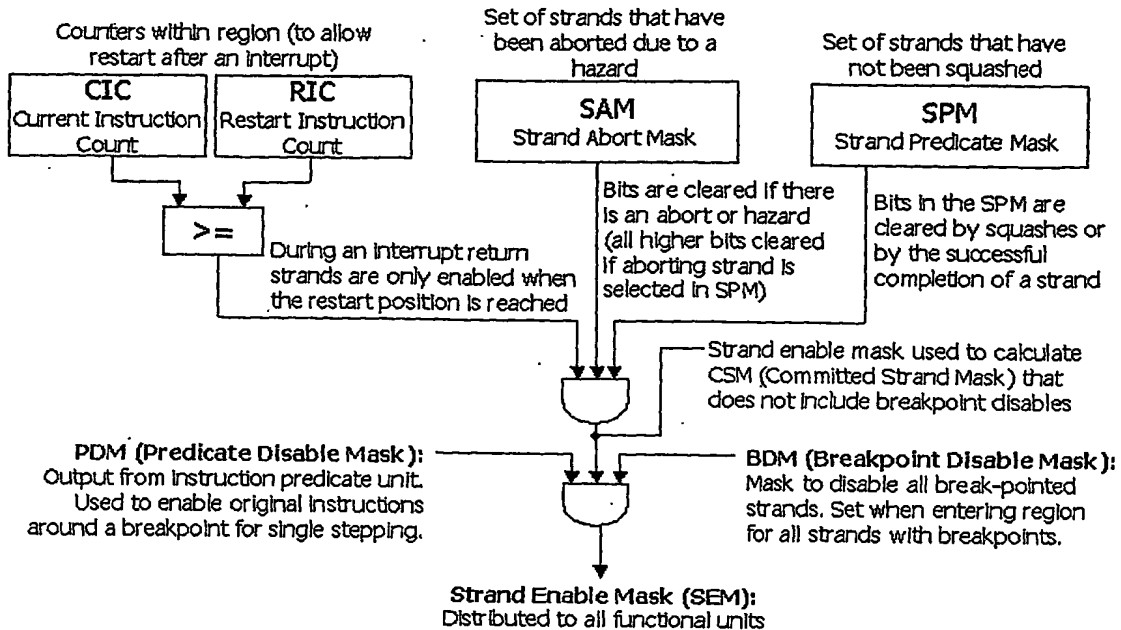 Counters within region (to allow
restart after an interrupt)
CIC
Current Instruction
Count
RIC
Restart Instruction
Count
>=
During an interrupt return
strands are only enabled when
the restart position is reached
Set of strands that have
been aborted due to a
hazard
SAM
Strand Abort Mask
Bits are cleared if there
is an abort or hazard
(all higher bits cleared
if aborting strand is
selected in SPM)
Set of strands that have
not been squashed
SPM
Strand Predicate Mask
Bits in the SPM are
cleared by squashes or
by the successful
completion of a strand
Strand enable mask used to calculate
CSM (Committed Strand Mask) that
does not include breakpoint disables
PDM (Predicate Disable Mask):
Output from instruction predicate unit.
Used to enable original instructions
around a breakpoint for single stepping.
BDM (Breakpoint Disable Mask):
Mask to disable all break-pointed
strands. Set when entering region
for all strands with breakpoints.
Strand Enable Mask (SEM):
Distributed to all functional units